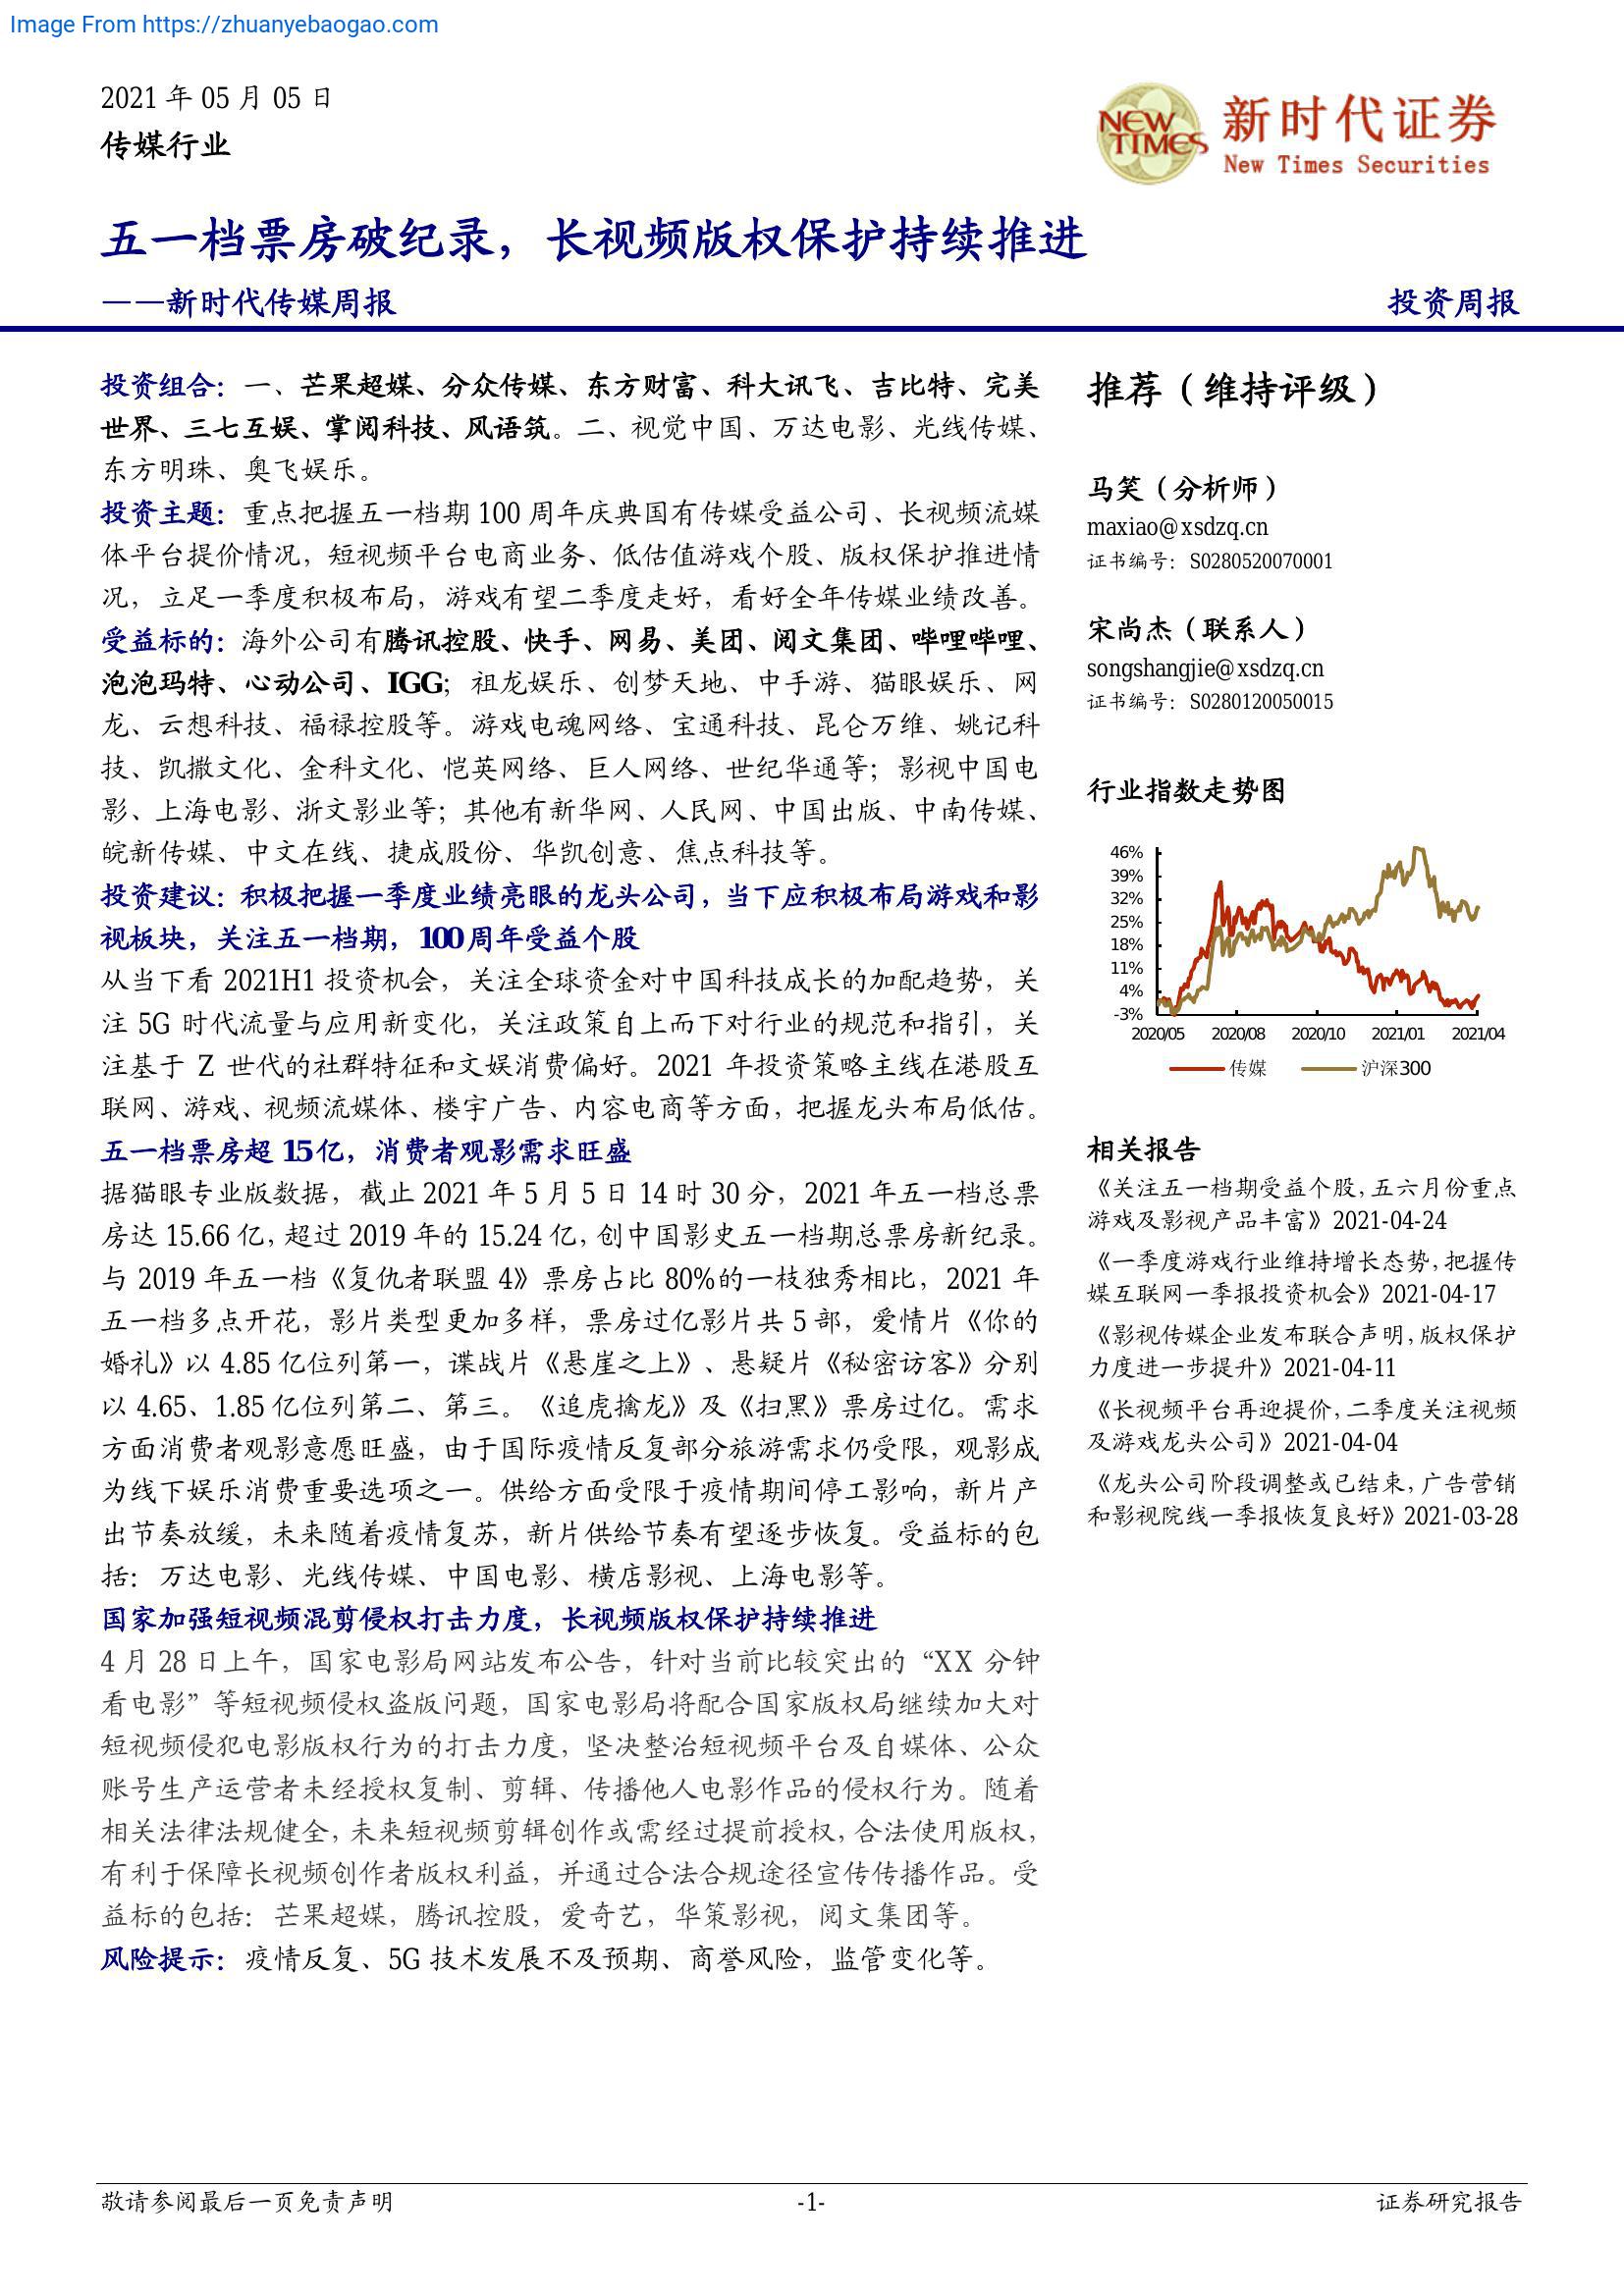 Image From https://zhuanyebaogao.com
2021 年 05 月 05 日
传媒行业
NEW TIMES
新时代证券
New Times Securities
五一档票房破纪录，长视频版权保护持续推进
——新时代传媒周报
投资周报
投资组合：一、芒果超媒、分众传媒、东方财富、科大讯飞、吉比特、完美
世界、三七互娱、掌阅科技、风语筑。二、视觉中国、万达电影、光线传媒、
东方明珠、奥飞娱乐。
投资主题：重点把握五一档期 100 周年庆典国有传媒受益公司、长视频流媒
体平台提价情况，短视频平台电商业务、低估值游戏个股、版权保护推进情
况，立足一季度积极布局，游戏有望二季度走好，看好全年传媒业绩改善。
受益标的：海外公司有腾讯控股、快手、网易、美团、阅文集团、哔哩哔哩、
泡泡玛特、心动公司、IGG；祖龙娱乐、创梦天地、中手游、猫眼娱乐、网
龙、云想科技、福禄控股等。游戏电魂网络、宝通科技、昆仑万维、姚记科
技、凯撒文化、金科文化、恺英网络、巨人网络、世纪华通等；影视中国电
影、上海电影、浙文影业等；其他有新华网、人民网、中国出版、中南传媒、
皖新传媒、中文在线、捷成股份、华凯创意、焦点科技等。
投资建议：积极把握一季度业绩亮眼的龙头公司，当下应积极布局游戏和影
视板块，关注五一档期，100 周年受益个股
从当下看 2021H1 投资机会，关注全球资金对中国科技成长的加配趋势，关
注 5G 时代流量与应用新变化，关注政策自上而下对行业的规范和指引，关
注基于 Z 世代的社群特征和文娱消费偏好。2021 年投资策略主线在港股互
联网、游戏、视频流媒体、楼宇广告、内容电商等方面，把握龙头布局低估。
五一档票房超 15 亿，消费者观影需求旺盛
据猫眼专业版数据，截止 2021 年 5 月 5 日 14 时 30 分，2021 年五一档总票
房达 15.66 亿，超过 2019 年的 15.24 亿，创中国影史五一档期总票房新纪录。
与 2019 年五一档《复仇者联盟 4》票房占比 80%的一枝独秀相比，2021 年
五一档多点开花，影片类型更加多样，票房过亿影片共 5 部，爱情片《你的
婚礼》以 4.85 亿位列第一，谍战片《悬崖之上》、悬疑片《秘密访客》分别
以 4.65、1.85 亿位列第二、第三。《追虎擒龙》及《扫黑》票房过亿。需求
方面消费者观影意愿旺盛，由于国际疫情反复部分旅游需求仍受限，观影成
为线下娱乐消费重要选项之一。供给方面受限于疫情期间停工影响，新片产
出节奏放缓，未来随着疫情复苏，新片供给节奏有望逐步恢复。受益标的包
括：万达电影、光线传媒、中国电影、横店影视、上海电影等。
国家加强短视频混剪侵权打击力度，长视频版权保护持续推进
4 月 28 日上午，国家电影局网站发布公告，针对当前比较突出的“XX 分钟
看电影”等短视频侵权盗版问题，国家电影局将配合国家版权局继续加大对
短视频侵犯电影版权行为的打击力度，坚决整治短视频平台及自媒体、公众
账号生产运营者未经授权复制、剪辑、传播他人电影作品的侵权行为。随着
相关法律法规健全，未来短视频剪辑创作或需经过提前授权，合法使用版权，
有利于保障长视频创作者版权利益，并通过合法合规途径宣传传播作品。受
益标的包括：芒果超媒，腾讯控股，爱奇艺，华策影视，阅文集团等。
风险提示：疫情反复、5G 技术发展不及预期、商誉风险，监管变化等。
推荐（维持评级）
马笑（分析师）
maxiao@xsdzq.cn
证书编号：S0280520070001
宋尚杰（联系人）
songshangjie@xsdzq.cn
证书编号：S0280120050015
行业指数走势图
46%
39%
32%
25%
18%
11%
4%
-3%
2020/05 2020/08 2020/10 2021/01 2021/04
传媒 沪深300
相关报告
《关注五一档期受益个股，五六月份重点
游戏及影视产品丰富》2021-04-24
《一季度游戏行业维持增长态势，把握传
媒互联网一季报投资机会》2021-04-17
《影视传媒企业发布联合声明，版权保护
力度进一步提升》2021-04-11
《长视频平台再迎提价，二季度关注视频
及游戏龙头公司》2021-04-04
《龙头公司阶段调整或已结束，广告营销
和影视院线一季报恢复良好》2021-03-28
敬请参阅最后一页免责声明
-1-
证券研究报告